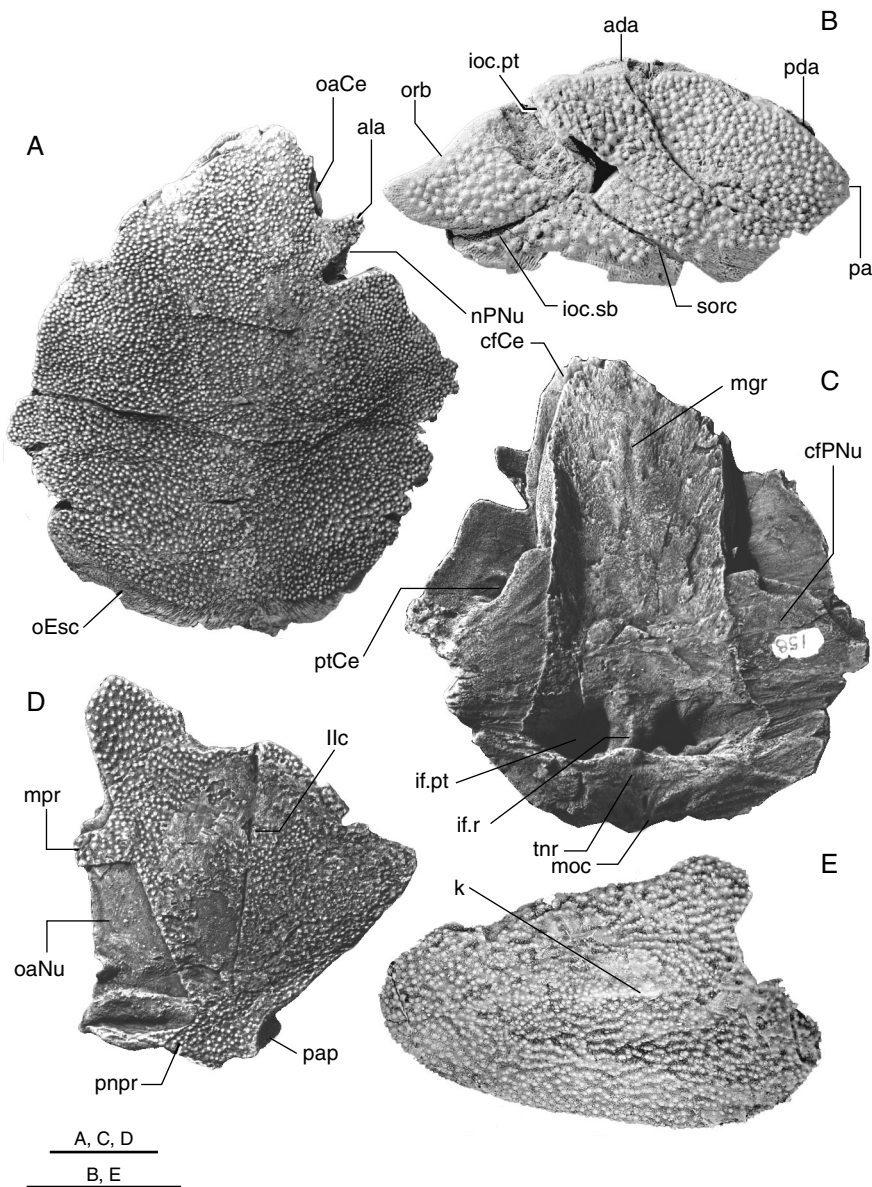 A
B
oaCe
ala
orb
ioc.pt
ada
pda
pa
sorc
ioc.sb
nPNu
cfCe
C
mgr
cfPNu
158
oEsc
ptCe
if.pt
if.r
tnr
moc
D
IIc
mpr
oaNu
pnpr
pap
E
k
A, C, D
B, E